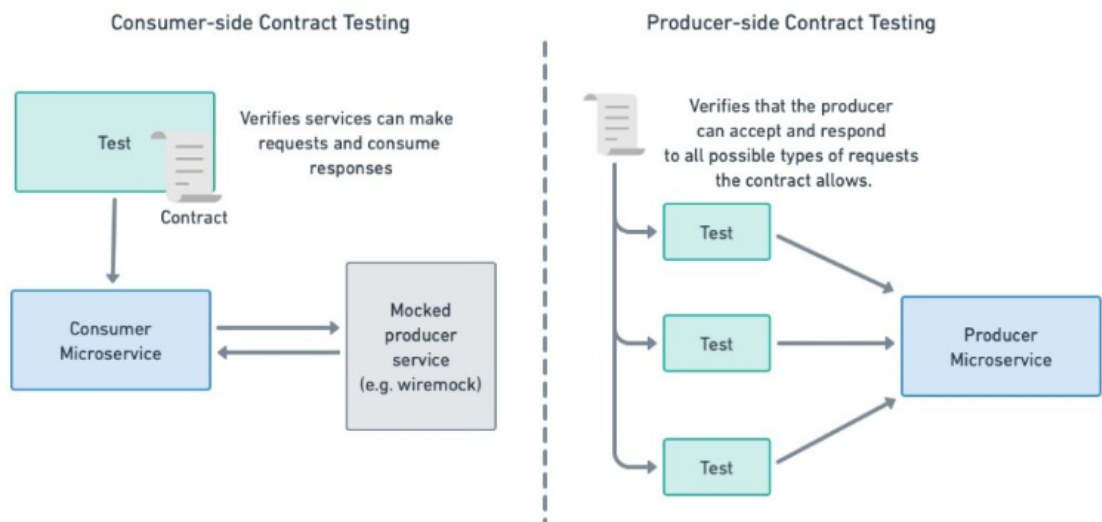 Consumer-side Contract Testing
Test
Contract
Verifies services can make
requests and consume
responses
Consumer
Microservice
Mocked
producer
service
(e.g. wiremock)
Producer-side Contract Testing
Verifies that the producer
can accept and respond
to all possible types of requests
the contract allows.
Test
Test
Test
Producer
Microservice